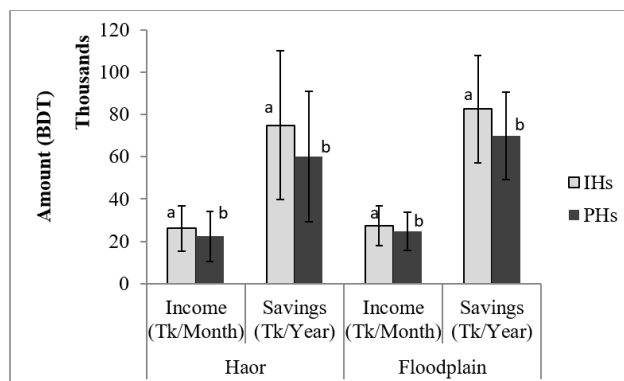 120
100
80
60
40
20
0
Amount (BDT)
Thousands
a
b
a
b
a
b
a
b
IHs
PHs
Income
(Tk/Month)
Savings
(Tk/Year)
Income
(Tk/Month)
Savings
(Tk/Year)
Haor
Floodplain